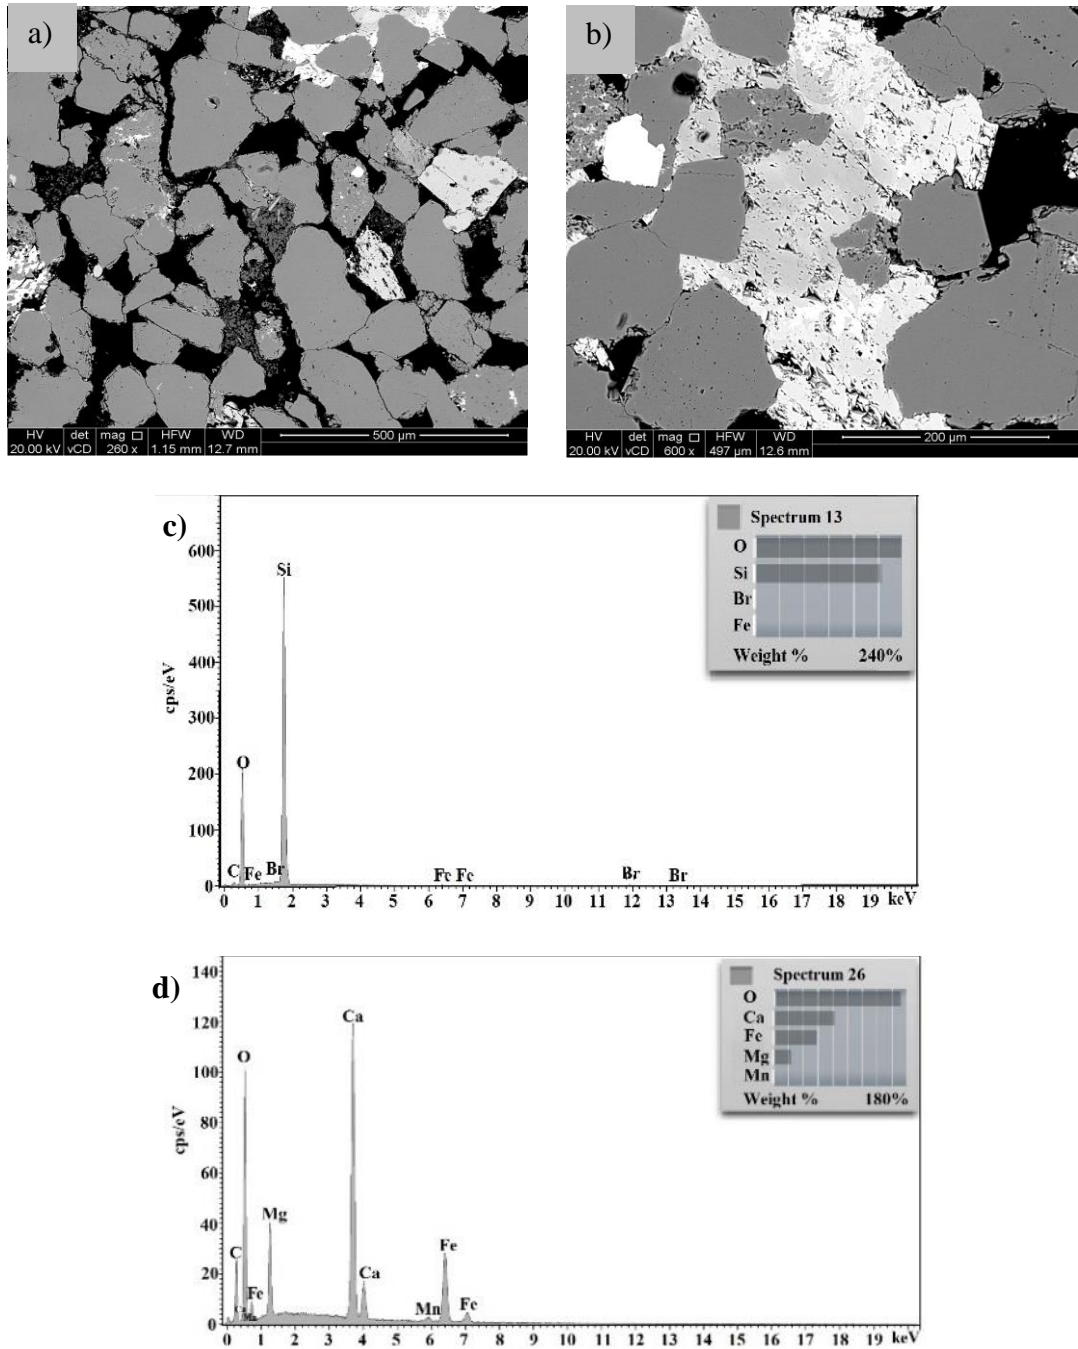 a)
HV det mag □ HFW WD
20.00 kV vCD 260 x 1.15 mm 12.7 mm
500 µm
b)
HV det mag □ HFW WD
20.00 kV vCD 600 x 497 µm 12.6 mm
200 µm
c)
cps/eV
600
500
400
300
200
100
0
Si
O
C Fe Br
Fe Fe
Br Br
0 1 2 3 4 5 6 7 8 9 10 11 12 13 14 15 16 17 18 19 keV
Spectrum 13
O
Si
Br
Fe
Weight % 240%
d)
cps/eV
140
120
100
80
60
40
20
0
Ca
O
Mg
C
Fe
Ca
Mn
Ca
Mn
Fe
Fe
0 1 2 3 4 5 6 7 8 9 10 11 12 13 14 15 16 17 18 19 keV
Spectrum 26
O
Ca
Fe
Mg
Mn
Weight % 180%